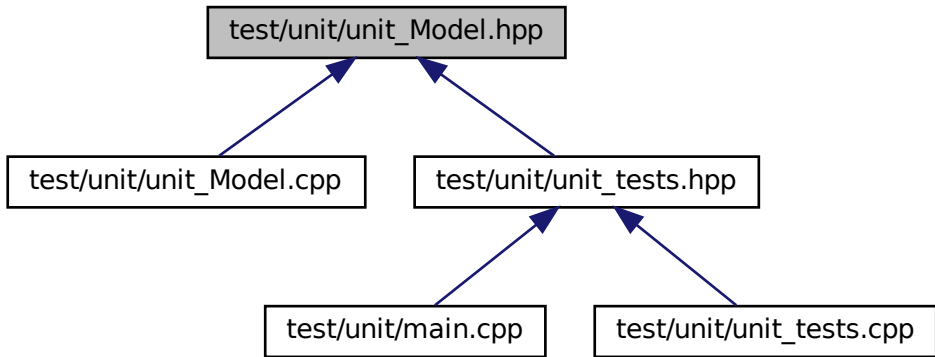 test/unit/unit_Model.hpp
test/unit/unit_Model.cpp
test/unit/unit_tests.hpp
test/unit/main.cpp
test/unit/unit_tests.cpp